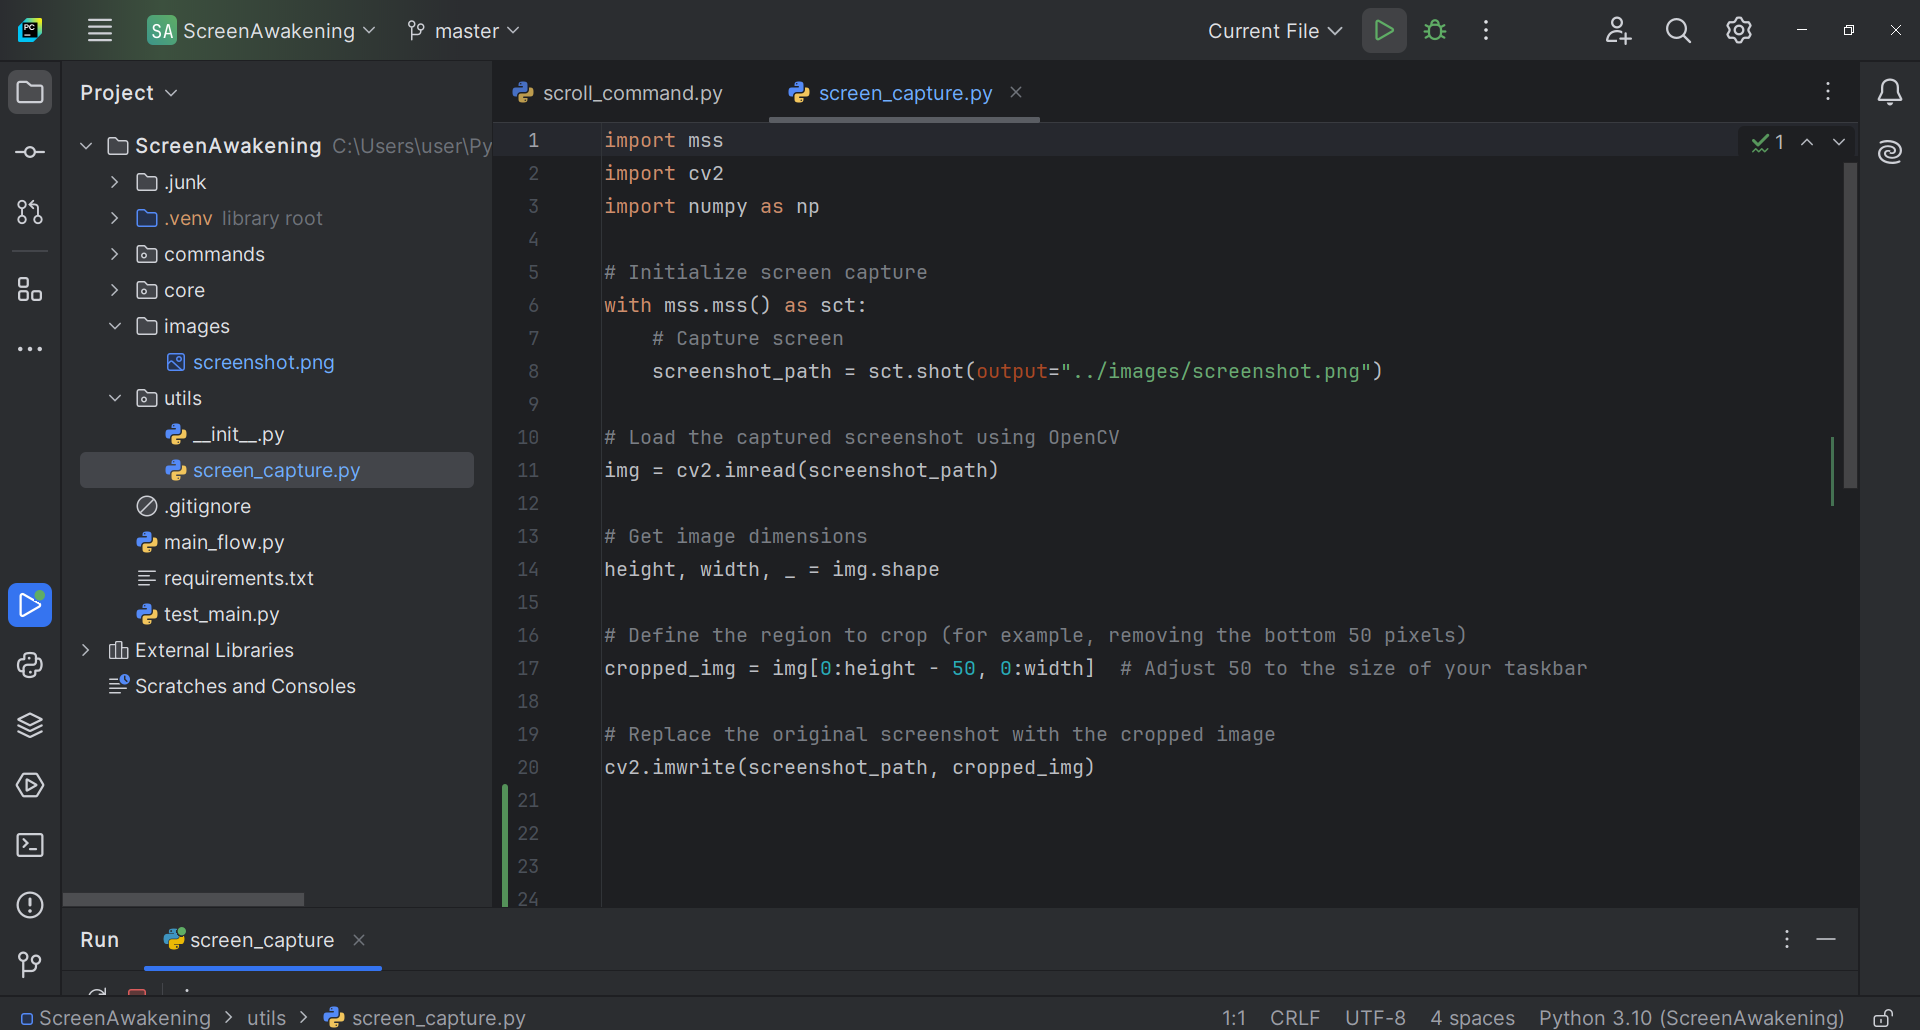 PC
SA ScreenAwakening master Current File
Project
scroll_command.py screen_capture.py
ScreenAwakening C:\Users\user\Py
.junk
.venv library root
commands
core
images
screenshot.png
utils
__init__.py
screen_capture.py
.gitignore
main_flow.py
requirements.txt
test_main.py
External Libraries
Scratches and Consoles
1 import mss
1
2 import cv2
3 import numpy as np
4
5 # Initialize screen capture
6 with mss.mss() as sct:
7     # Capture screen
8     screenshot_path = sct.shot(output="../images/screenshot.png")
9
10 # Load the captured screenshot using OpenCV
11 img = cv2.imread(screenshot_path)
12
13 # Get image dimensions
14 height, width, _ = img.shape
15
16 # Define the region to crop (for example, removing the bottom 50 pixels)
17 cropped_img = img[0:height - 50, 0:width]  # Adjust 50 to the size of your taskbar
18
19 # Replace the original screenshot with the cropped image
20 cv2.imwrite(screenshot_path, cropped_img)
21
22
23
24
Run screen_capture
ScreenAwakening > utils > screen_capture.py 1:1 CRLF UTF-8 4 spaces Python 3.10 (ScreenAwakening)